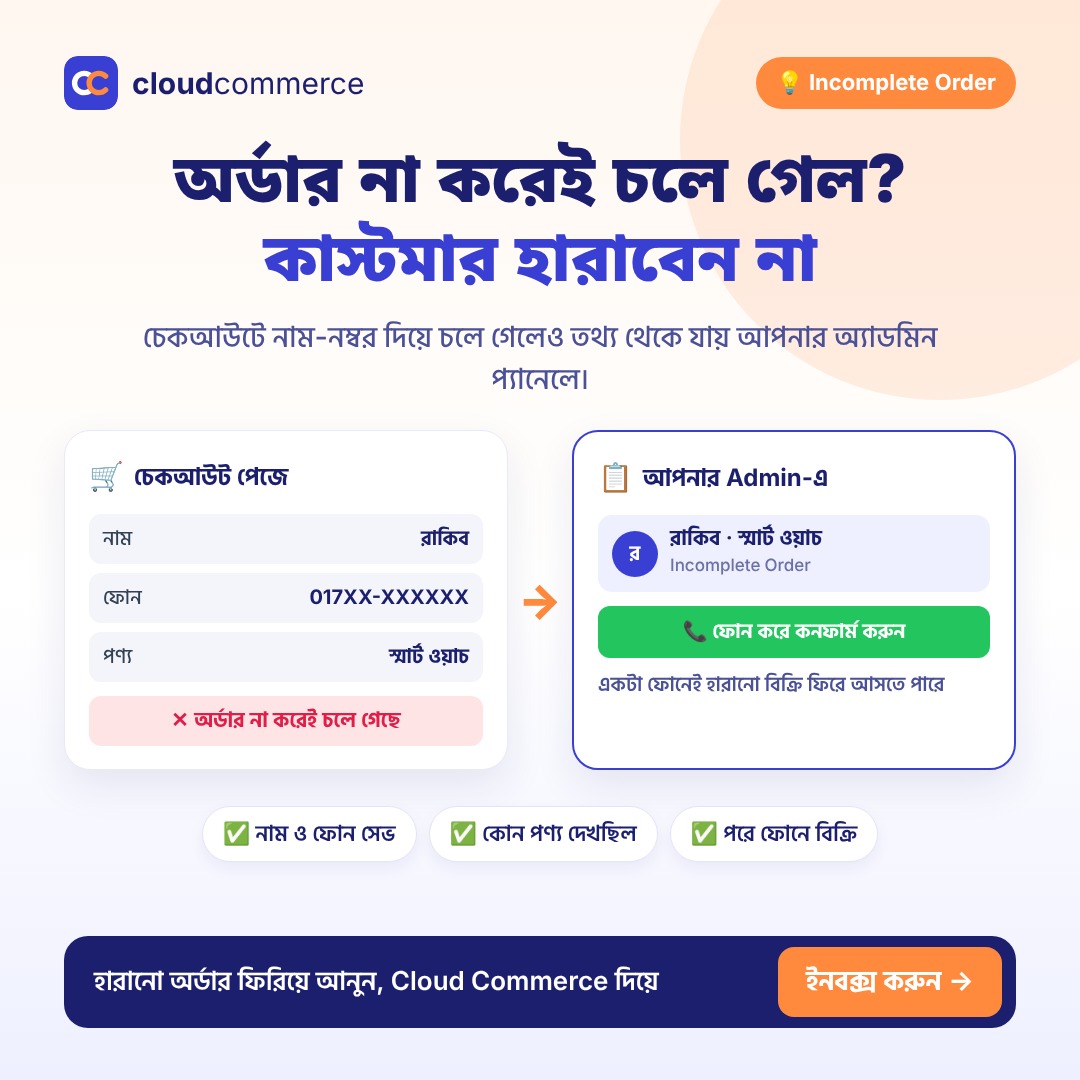 cloudcommerce
💡 Incomplete Order
অর্ডার না করেই চলে গেল?
কাস্টমার হারাবেন না
চেকআউটে নাম-নম্বর দিয়ে চলে গেলেও তথ্য থেকে যায় আপনার অ্যাডমিন
প্যানেলে।
🛒 চেকআউট পেজে
নাম রাকিব
ফোন 017XX-XXXXXX
পণ্য স্মার্ট ওয়াচ
✕ অর্ডার না করেই চলে গেছে
→
📋 আপনার Admin-এ
র
রাকিব · স্মার্ট ওয়াচ
Incomplete Order
📞 ফোন করে কনফার্ম করুন
একটা ফোনেই হারানো বিক্রি ফিরে আসতে পারে
✅ নাম ও ফোন সেভ ✅ কোন পণ্য দেখছিল ✅ পরে ফোনে বিক্রি
হারানো অর্ডার ফিরিয়ে আনুন, Cloud Commerce দিয়ে
ইনবক্স করুন →